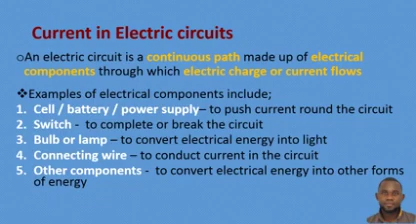 Current in Electric circuits
oAn electric circuit is a continuous path made up of electrical
components through which electric charge or current flows
❖Examples of electrical components include;
1. Cell / battery / power supply– to push current round the circuit
2. Switch - to complete or break the circuit
3. Bulb or lamp – to convert electrical energy into light
4. Connecting wire – to conduct current in the circuit
5. Other components - to convert electrical energy into other forms
of energy